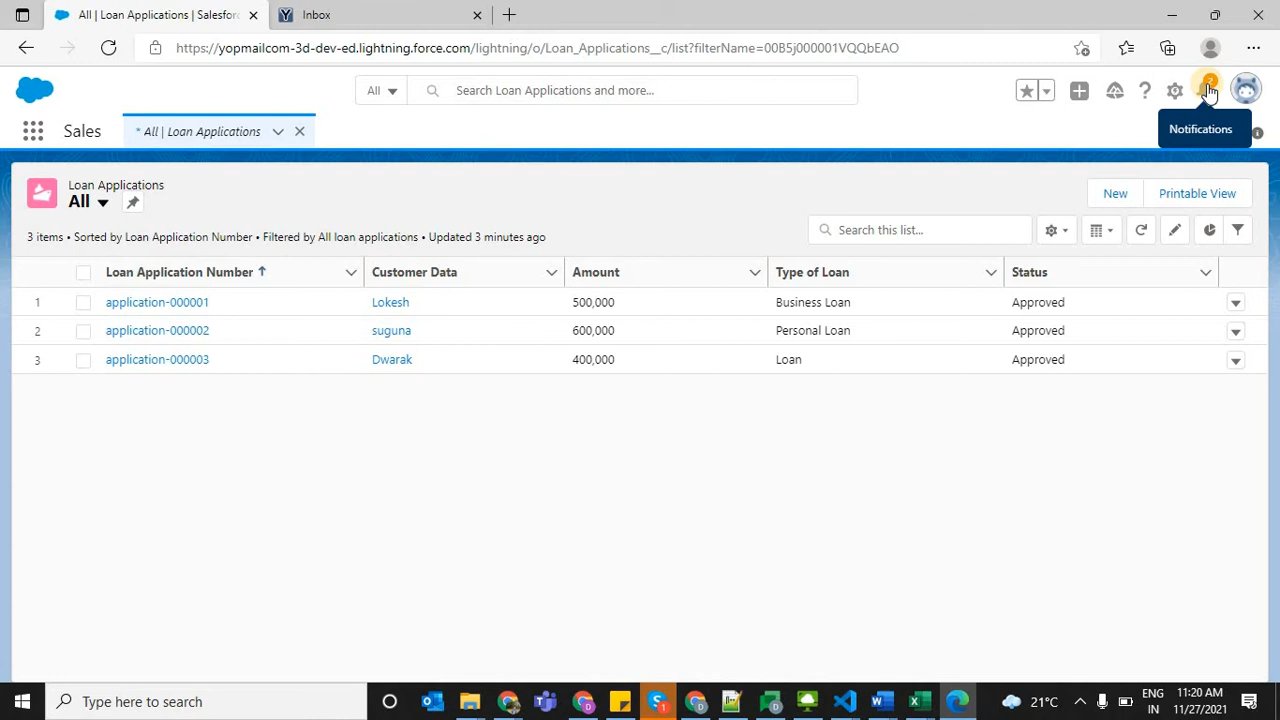 All | Loan Applications | Salesfor
Inbox
https://yopmailcom-3d-dev-ed.lightning.force.com/lightning/o/Loan_Applications__c/list?filterName=00B5j000001VQQbEAO
All
Search Loan Applications and more...
2
Sales
* All | Loan Applications
Notifications
Loan Applications
All
New
Printable View
3 items • Sorted by Loan Application Number • Filtered by All loan applications • Updated 3 minutes ago
Search this list...
Loan Application Number
Customer Data
Amount
Type of Loan
Status
1 application-000001 Lokesh 500,000 Business Loan Approved
2 application-000002 suguna 600,000 Personal Loan Approved
3 application-000003 Dwarak 400,000 Loan Approved
Type here to search
21°C
ENG
IN
11:20 AM
11/27/2021